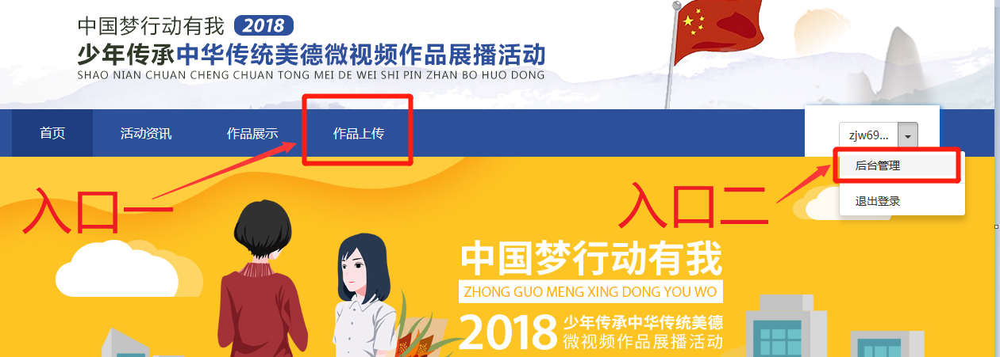 中国梦行动有我 2018
少年传承中华传统美德微视频作品展播活动
SHAO NIAN CHUAN CHENG CHUAN TONG MEI DE WEI SHI PIN ZHAN BO HUO DONG
首页 活动资讯 作品展示 作品上传 zjw69...
后台管理
退出登录
入口一
入口二
中国梦行动有我
ZHONG GUO MENG XING DONG YOU WO
2018 少年传承中华传统美德
微视频作品展播活动